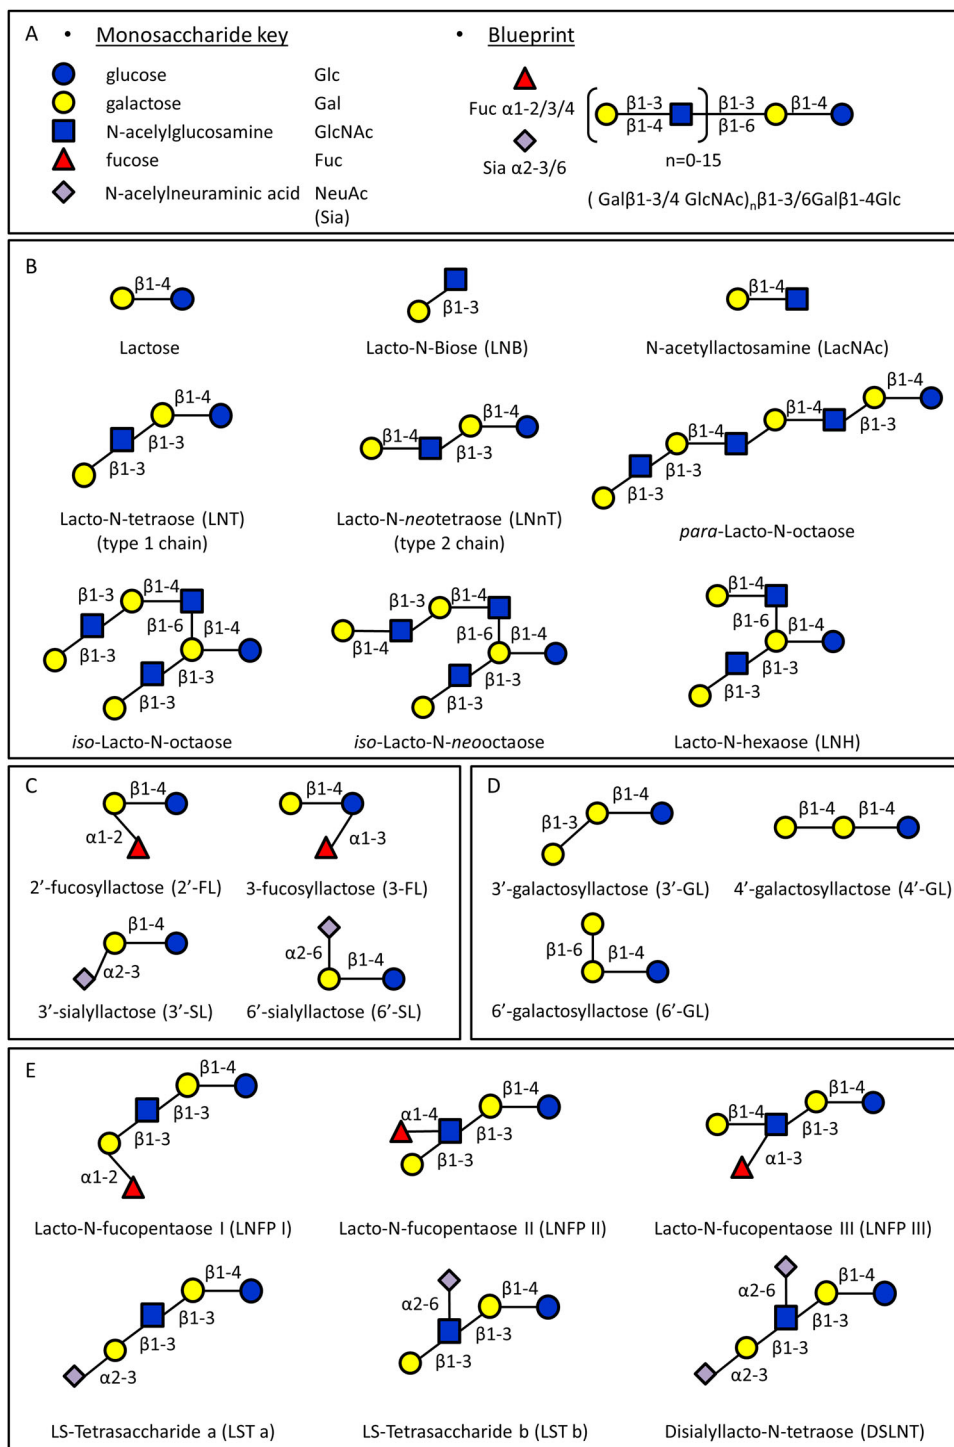 A • Monosaccharide key • Blueprint
glucose Glc
galactose Gal
N-acelylglucosamine GlcNAc
fucose Fuc
N-acelylneuraminic acid NeuAc
(Sia)
Fuc α1-2/3/4
Sia α2-3/6
β1-3 β1-3 β1-4
β1-4 β1-6
n=0-15
( Galβ1-3/4 GlcNAc)nβ1-3/6Galβ1-4Glc
B
β1-4
Lactose
β1-3
Lacto-N-Biose (LNB)
β1-4
N-acetyllactosamine (LacNAc)
β1-4
β1-3
β1-3
Lacto-N-tetraose (LNT)
(type 1 chain)
β1-4
β1-4
β1-3
Lacto-N-neotetraose (LNnT)
(type 2 chain)
β1-4
β1-4
β1-3
β1-4
β1-3
β1-3
para-Lacto-N-octaose
β1-3 β1-4
β1-6 β1-4
β1-3
β1-3
β1-3
iso-Lacto-N-octaose
β1-3 β1-4
β1-4
β1-6 β1-4
β1-3
β1-3
iso-Lacto-N-neooctaose
β1-4
β1-6 β1-4
β1-3
β1-3
Lacto-N-hexaose (LNH)
C
β1-4
α1-2
2’-fucosyllactose (2’-FL)
β1-4
α1-3
3-fucosyllactose (3-FL)
β1-4
α2-3
3’-sialyllactose (3’-SL)
α2-6
β1-4
6’-sialyllactose (6’-SL)
D
β1-4
β1-3
3’-galactosyllactose (3’-GL)
β1-4 β1-4
4’-galactosyllactose (4’-GL)
β1-6 β1-4
6’-galactosyllactose (6’-GL)
E
β1-4
β1-3
β1-3
α1-2
Lacto-N-fucopentaose I (LNFP I)
β1-4
α1-4
β1-3
β1-3
Lacto-N-fucopentaose II (LNFP II)
β1-4
β1-4
β1-3
α1-3
Lacto-N-fucopentaose III (LNFP III)
β1-4
β1-3
β1-3
α2-3
LS-Tetrasaccharide a (LST a)
β1-4
α2-6
β1-3
β1-3
LS-Tetrasaccharide b (LST b)
β1-4
α2-6
β1-3
β1-3
α2-3
Disialyllacto-N-tetraose (DSLNT)